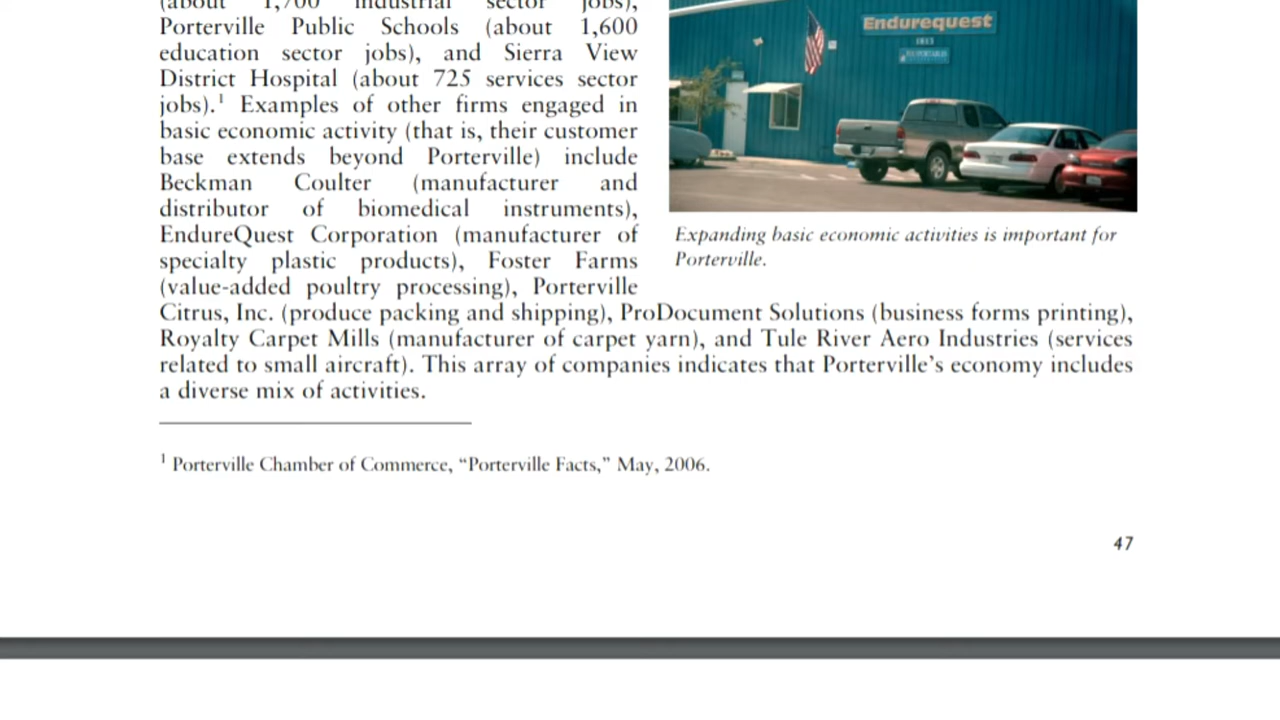 (about 1,700 industrial sector jobs),
Porterville Public Schools (about 1,600
education sector jobs), and Sierra View
District Hospital (about 725 services sector
jobs).¹ Examples of other firms engaged in
basic economic activity (that is, their customer
base extends beyond Porterville) include
Beckman Coulter (manufacturer and
distributor of biomedical instruments),
EndureQuest Corporation (manufacturer of
specialty plastic products), Foster Farms
(value-added poultry processing), Porterville
Citrus, Inc. (produce packing and shipping), ProDocument Solutions (business forms printing),
Royalty Carpet Mills (manufacturer of carpet yarn), and Tule River Aero Industries (services
related to small aircraft). This array of companies indicates that Porterville’s economy includes
a diverse mix of activities.
Endurequest
Expanding basic economic activities is important for
Porterville.
¹ Porterville Chamber of Commerce, “Porterville Facts,” May, 2006.
47